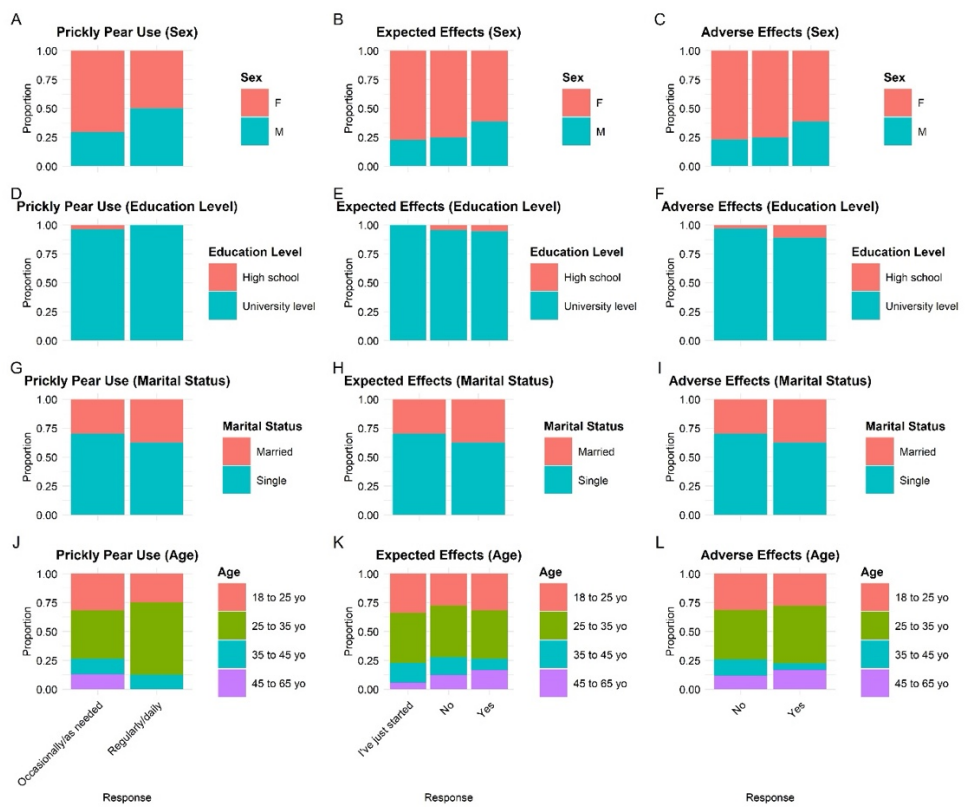 A
Prickly Pear Use (Sex)
1.00
0.75
0.50
0.25
0.00
Proportion
Sex
F
M
B
Expected Effects (Sex)
1.00
0.75
0.50
0.25
0.00
Proportion
Sex
F
M
C
Adverse Effects (Sex)
1.00
0.75
0.50
0.25
0.00
Proportion
Sex
F
M
D
Prickly Pear Use (Education Level)
1.00
0.75
0.50
0.25
0.00
Proportion
Education Level
High school
University level
E
Expected Effects (Education Level)
1.00
0.75
0.50
0.25
0.00
Proportion
Education Level
High school
University level
F
Adverse Effects (Education Level)
1.00
0.75
0.50
0.25
0.00
Proportion
Education Level
High school
University level
G
Prickly Pear Use (Marital Status)
1.00
0.75
0.50
0.25
0.00
Proportion
Marital Status
Married
Single
H
Expected Effects (Marital Status)
1.00
0.75
0.50
0.25
0.00
Proportion
Marital Status
Married
Single
I
Adverse Effects (Marital Status)
1.00
0.75
0.50
0.25
0.00
Proportion
Marital Status
Married
Single
J
Prickly Pear Use (Age)
1.00
0.75
0.50
0.25
0.00
Proportion
Age
18 to 25 yo
25 to 35 yo
35 to 45 yo
45 to 65 yo
Occasionally/as needed
Regularly/daily
Response
K
Expected Effects (Age)
1.00
0.75
0.50
0.25
0.00
Proportion
Age
18 to 25 yo
25 to 35 yo
35 to 45 yo
45 to 65 yo
I've just started
No
Yes
Response
L
Adverse Effects (Age)
1.00
0.75
0.50
0.25
0.00
Proportion
Age
18 to 25 yo
25 to 35 yo
35 to 45 yo
45 to 65 yo
No
Yes
Response